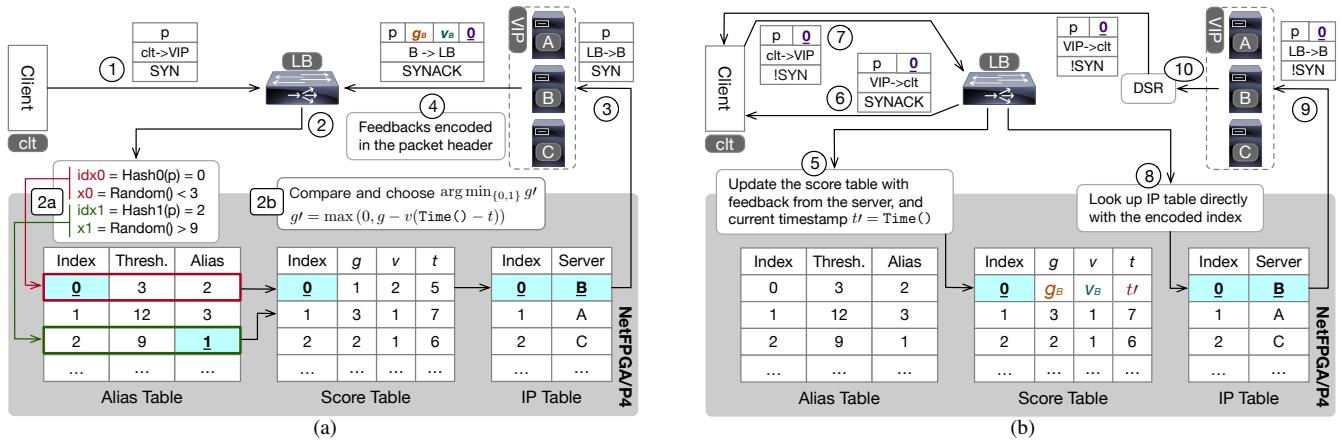 p
clt->VIP
SYN
1
Client
clt
LB
2
p gB vB 0
B -> LB
SYNACK
4
Feedbacks encoded
in the packet header
VIP
A
B
C
p
LB->B
SYN
3
2a
idx0 = Hash0(p) = 0
x0 = Random() < 3
idx1 = Hash1(p) = 2
x1 = Random() > 9
2b
Compare and choose arg min{0,1} g′
g′ = max (0, g − v(Time() − t))
Index Thresh. Alias
0 3 2
1 12 3
2 9 1
... ... ...
Alias Table
Index g v t
0 1 2 5
1 3 1 7
2 2 1 6
... ... ... ...
Score Table
Index Server
0 B
1 A
2 C
... ...
IP Table
NetFPGA/P4
(a)
Client
clt
p 0
clt->VIP
!SYN
7
p 0
VIP->clt
SYNACK
6
LB
p 0
VIP->clt
!SYN
10
DSR
VIP
A
B
C
p 0
LB->B
!SYN
9
5
Update the score table with
feedback from the server, and
current timestamp t′ = Time()
8
Look up IP table directly
with the encoded index
Index Thresh. Alias
0 3 2
1 12 3
2 9 1
... ... ...
Alias Table
Index g v t
0 gB vB t′
1 3 1 7
2 2 1 6
... ... ... ...
Score Table
Index Server
0 B
1 A
2 C
... ...
IP Table
NetFPGA/P4
(b)